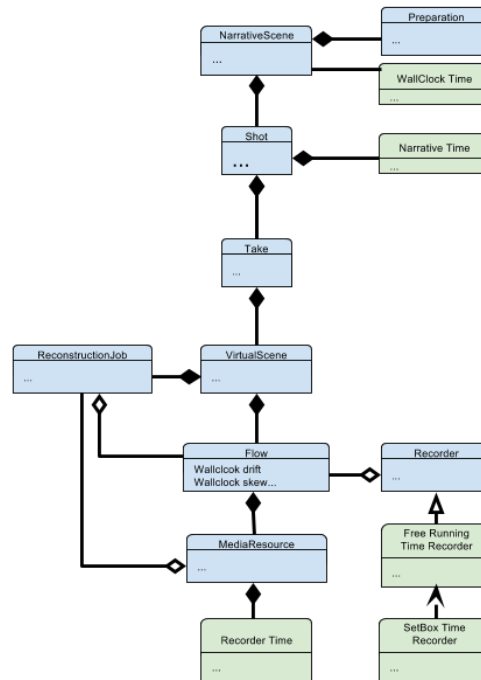 Preparation
...
NarrativeScene
...
WallClock Time
...
Shot
...
Narrative Time
...
Take
...
ReconstructionJob
...
VirtualScene
...
Flow
Wallclcok drift
Wallclock skew...
Recorder
...
Free Running
Time Recorder
...
MediaResource
...
Recorder Time
...
SetBox Time
Recorder
...